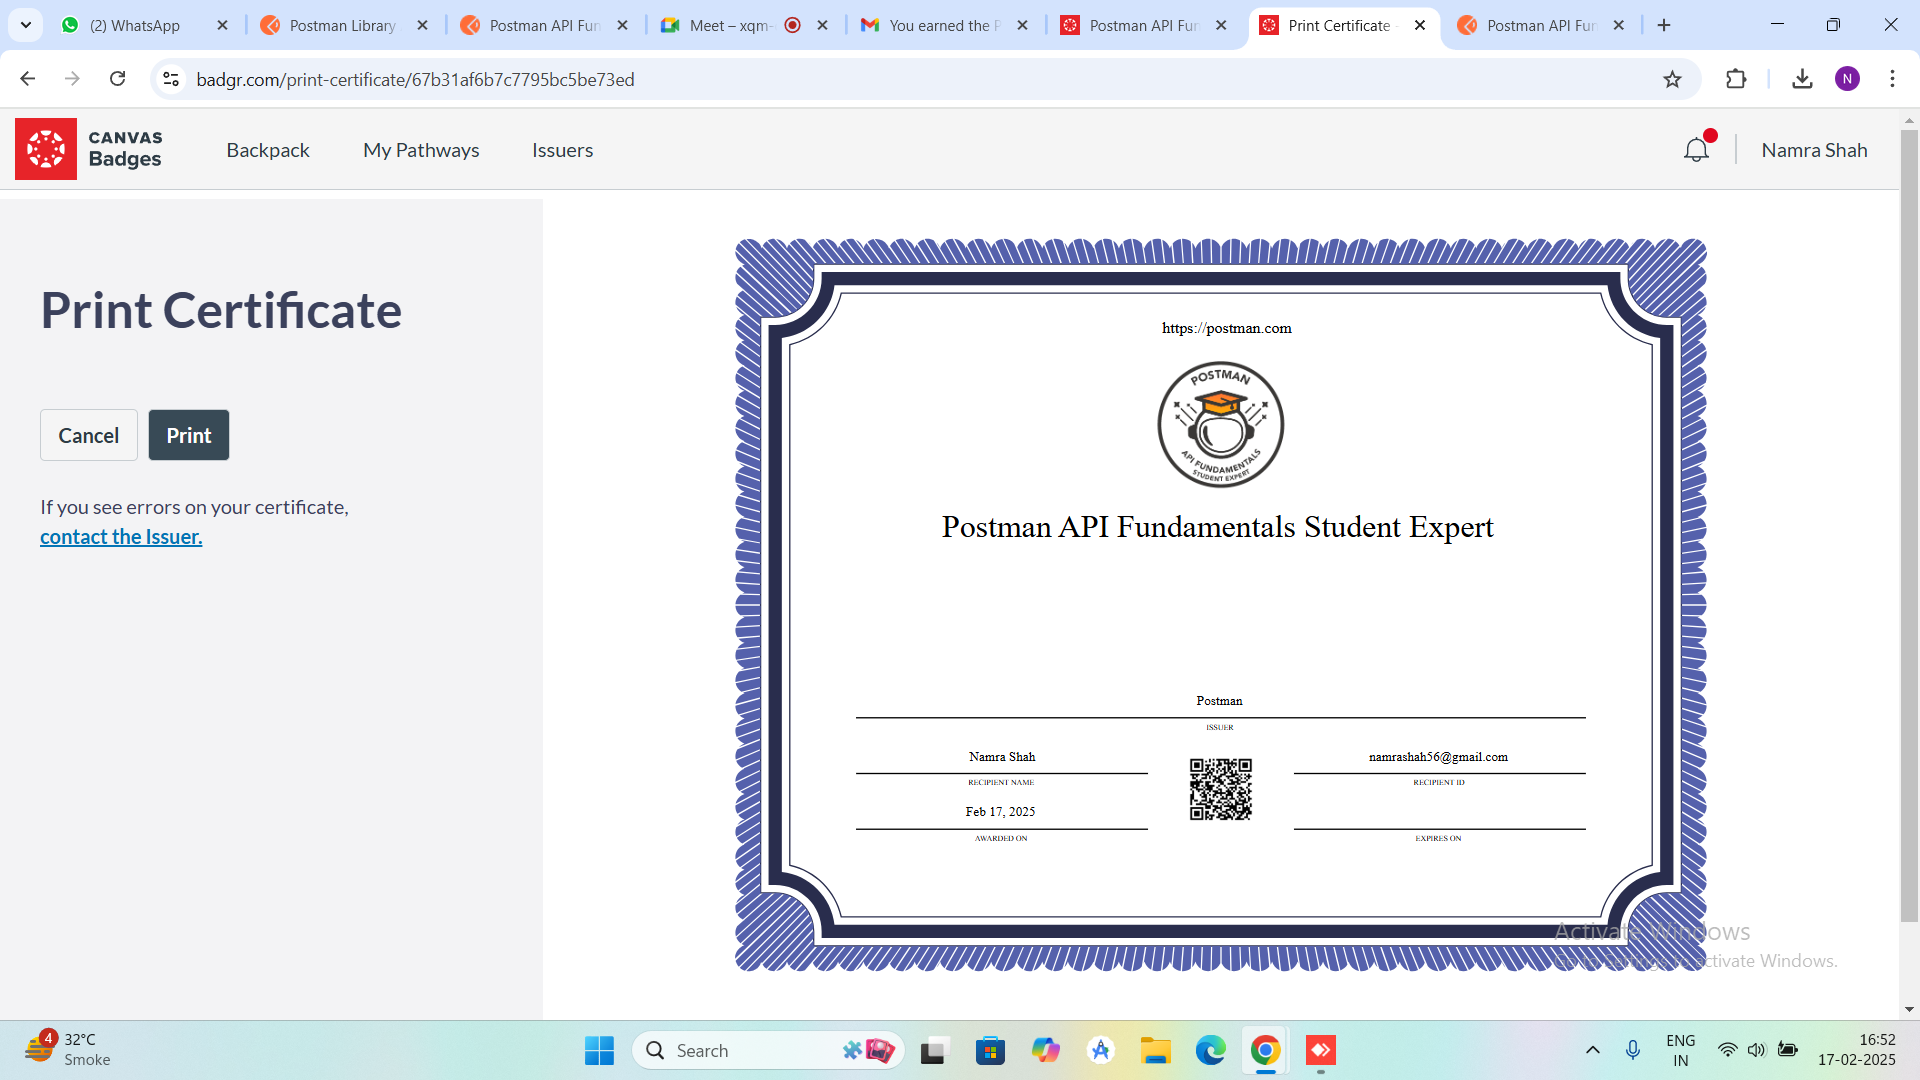 (2) WhatsApp
Postman Library
Postman API Fun
Meet – xqm-
You earned the P
Postman API Fun
Print Certificate -
Postman API Fun
badgr.com/print-certificate/67b31af6b7c7795bc5be73ed
N
CANVAS
Badges
Backpack
My Pathways
Issuers
Namra Shah
Print Certificate
Cancel
Print
If you see errors on your certificate,
contact the Issuer.
https://postman.com
POSTMAN
API FUNDAMENTALS
STUDENT EXPERT
Postman API Fundamentals Student Expert
Postman
ISSUER
Namra Shah
RECIPIENT NAME
namrashah56@gmail.com
RECIPIENT ID
Feb 17, 2025
AWARDED ON
EXPIRES ON
Activate Windows
Go to Settings to activate Windows.
4
32°C
Smoke
Search
ENG
IN
16:52
17-02-2025